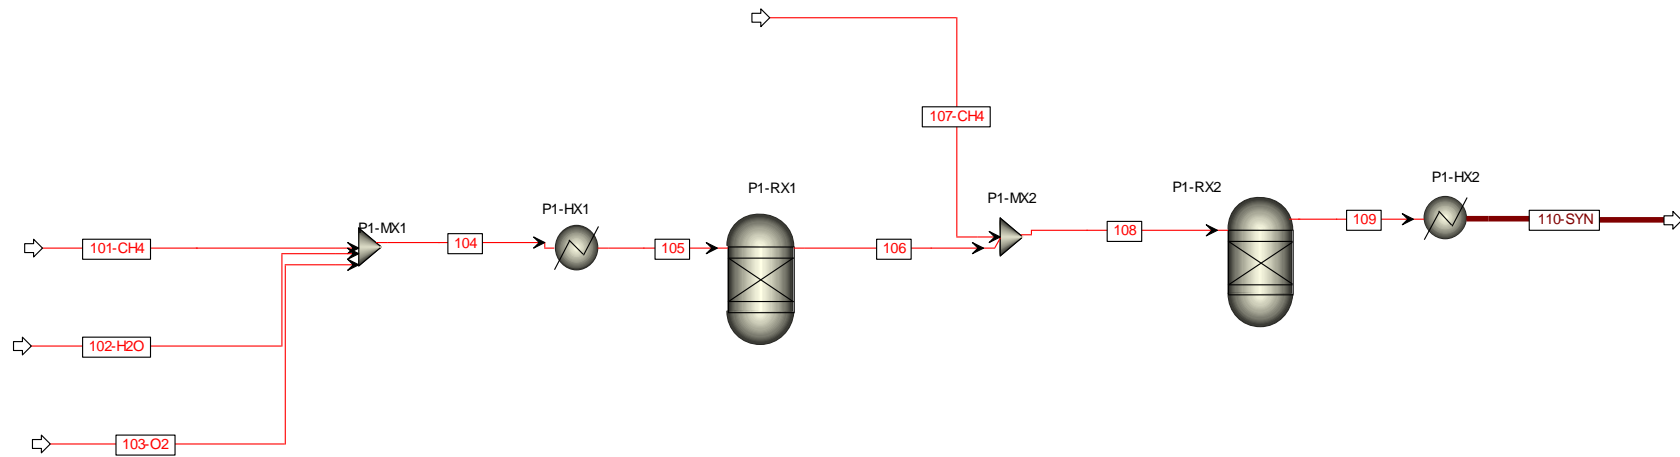 107-CH4
P1-HX2
P1-RX1
P1-RX2
P1-MX2
P1-HX1
110-SYN
109
P1-MX1
108
104
101-CH4
105
106
102-H2O
103-O2